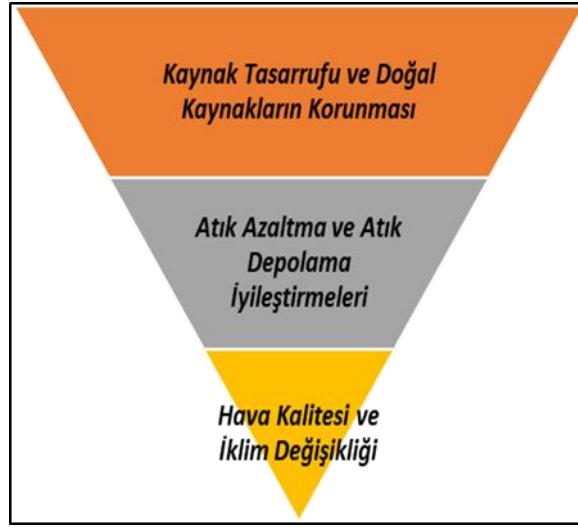 Kaynak Tasarrufu ve Doğal
Kaynakların Korunması
Atık Azaltma ve Atık
Depolama
İyileştirmeleri
Hava Kalitesi ve
İklim Değişikliği